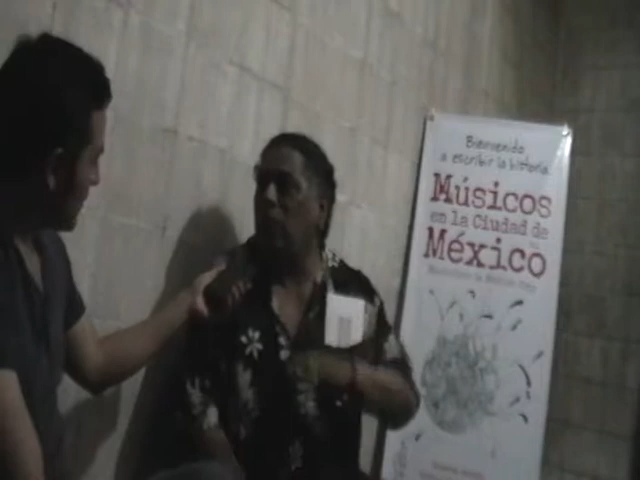 Bienvenido
a escribir la historia.
Músicos
en la Ciudad de
México